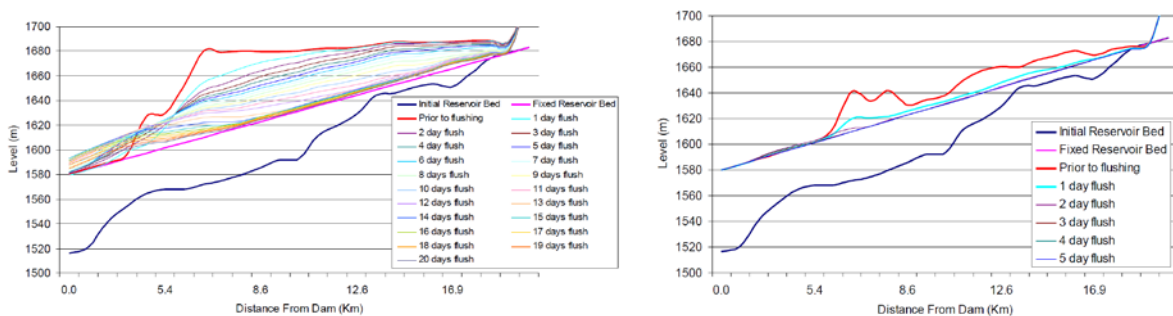 1700
1680
1660
1640
1620
1600
1580
1560
1540
1520
1500
Level (m)
0.0 5.4 8.6 12.6 16.9
Distance From Dam (Km)
Initial Reservoir Bed Fixed Reservoir Bed
Prior to flushing 1 day flush
2 day flush 3 day flush
4 day flush 5 day flush
6 day flush 7 day flush
8 days flush 9 days flush
10 days flush 11 days flush
12 days flush 13 days flush
14 days flush 15 days flush
16 days flush 17 days flush
18 days flush 19 days flush
20 days flush
1700
1680
1660
1640
1620
1600
1580
1560
1540
1520
1500
Level (m)
0.0 5.4 8.6 12.6 16.9
Distance From Dam (Km)
Initial Reservoir Bed
Fixed Reservoir Bed
Prior to flushing
1 day flush
2 day flush
3 day flush
4 day flush
5 day flush